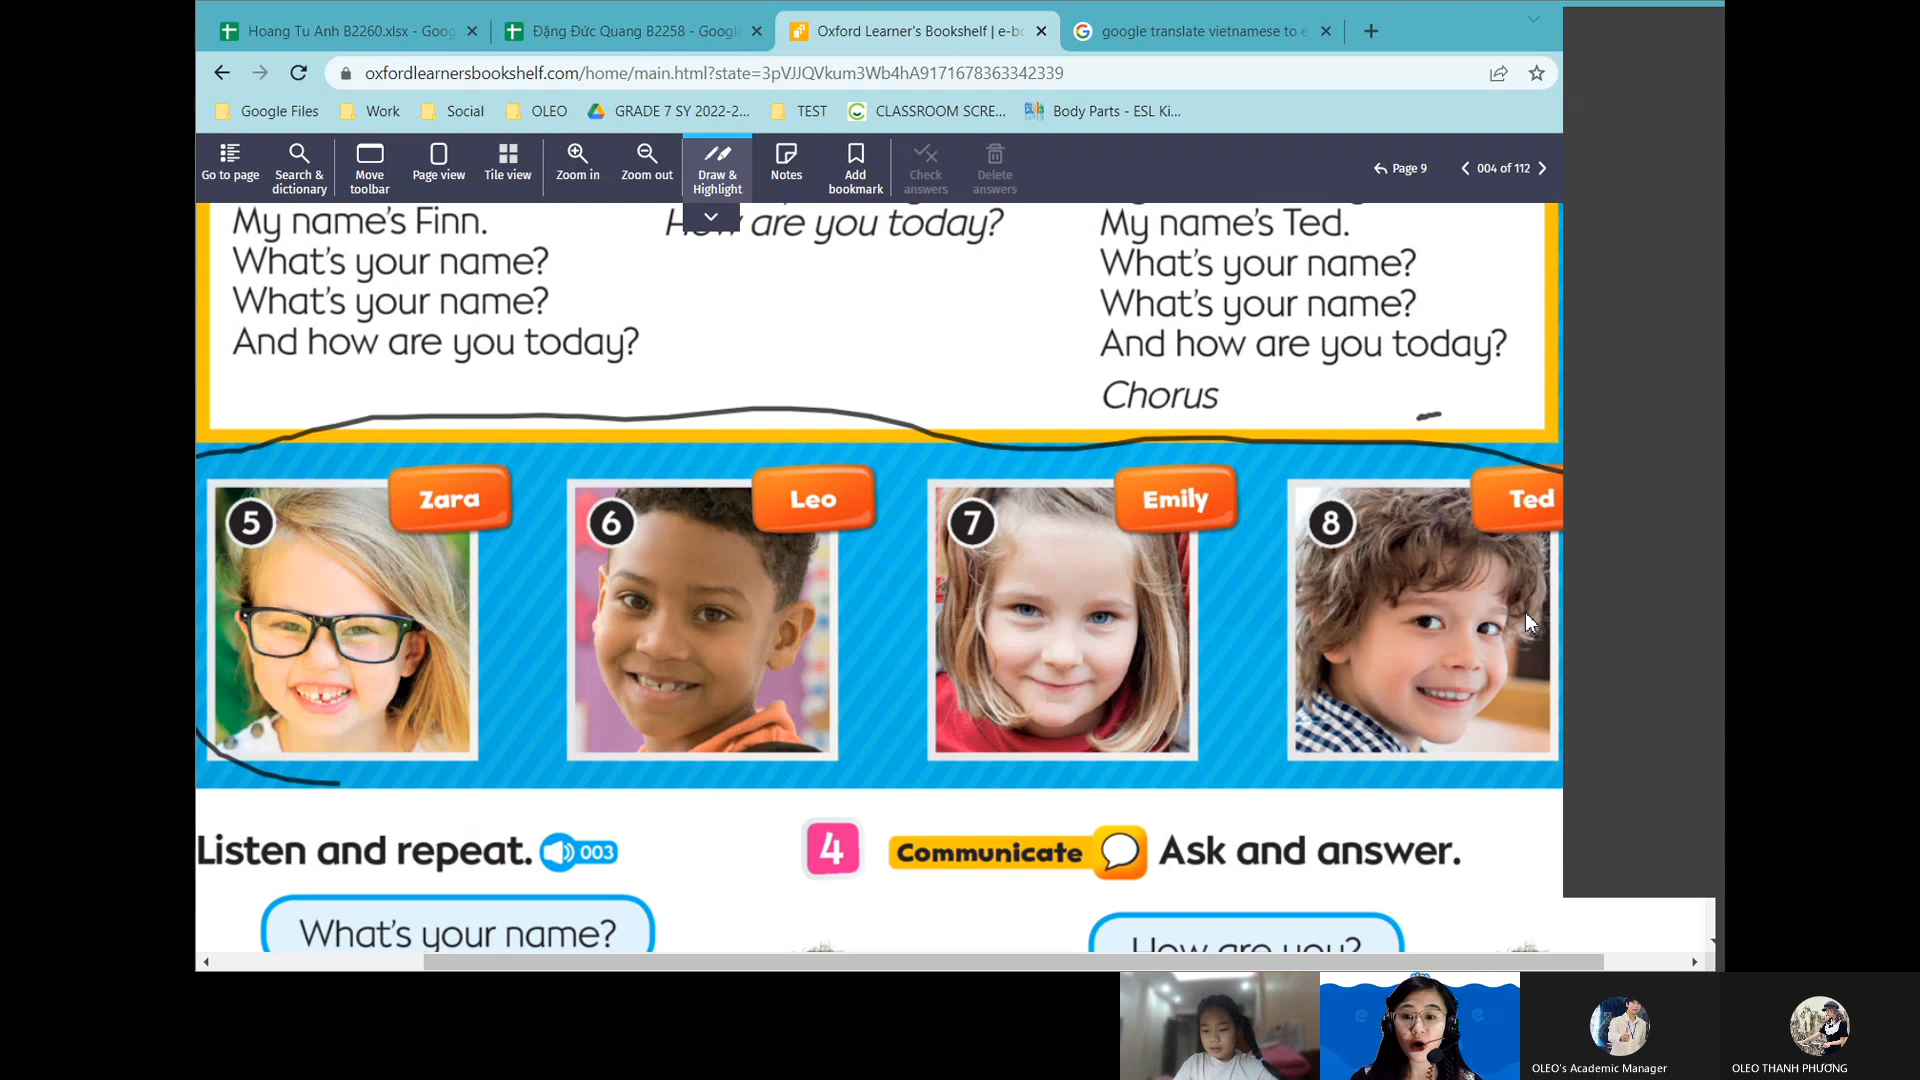 Hoang Tu Anh B2260.xlsx - Goog
Đặng Đức Quang B2258 - Google
Oxford Learner's Bookshelf | e-bo
google translate vietnamese to e
oxfordlearnersbookshelf.com/home/main.html?state=3pVJJQVkum3Wb4hA9171678363342339
Google Files
Work
Social
OLEO
GRADE 7 SY 2022-2...
TEST
CLASSROOM SCRE...
Body Parts - ESL Ki...
Go to page
Search & dictionary
Move toolbar
Page view
Tile view
Zoom in
Zoom out
Draw & Highlight
Notes
Add bookmark
Check answers
Delete answers
Page 9
004 of 112
My name's Finn.
What's your name?
What's your name?
And how are you today?
How are you today?
My name's Ted.
What's your name?
What's your name?
And how are you today?
Chorus
5
Zara
6
Leo
7
Emily
8
Ted
Listen and repeat. 003
4 Communicate Ask and answer.
What's your name?
How are you?
OLEO's Academic Manager
OLEO THANH PHƯƠNG